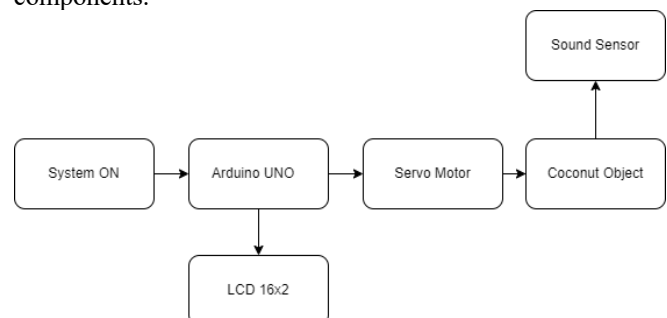 components.
Sound Sensor
System ON
Arduino UNO
Servo Motor
Coconut Object
LCD 16x2